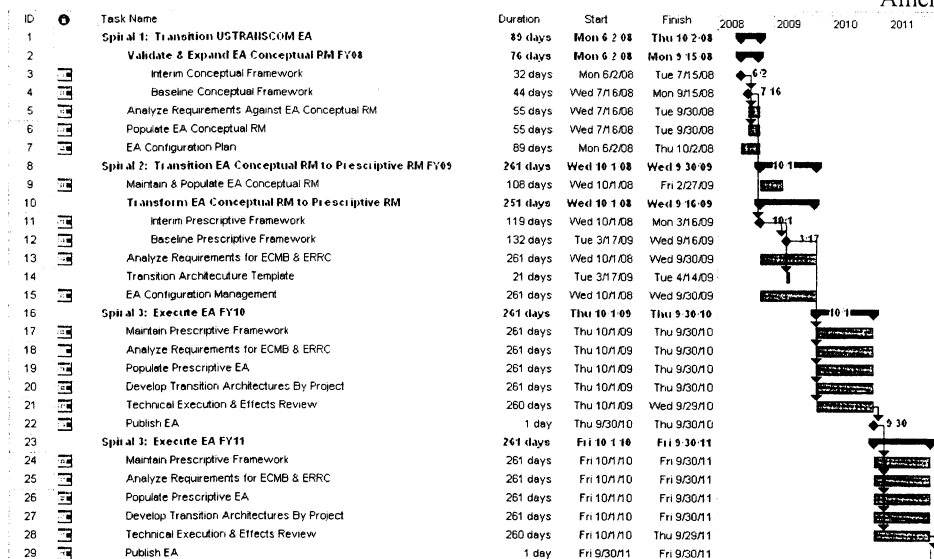 Amer
ID Task Name Duration Start Finish 2008 2009 2010 2011
1 Spiral 1: Transition USTRANSCOM EA 89 days Mon 6/2/08 Thu 10/2/08
2 Validate & Expand EA Conceptual RM FY08 76 days Mon 6/2/08 Mon 9/15/08
3 Interim Conceptual Framework 32 days Mon 6/2/08 Tue 7/15/08 6/2
4 Baseline Conceptual Framework 44 days Wed 7/16/08 Mon 9/15/08 7/16
5 Analyze Requirements Against EA Conceptual RM 55 days Wed 7/16/08 Tue 9/30/08
6 Populate EA Conceptual RM 55 days Wed 7/16/08 Tue 9/30/08
7 EA Configuration Plan 89 days Mon 6/2/08 Thu 10/2/08
8 Spiral 2: Transition EA Conceptual RM to Prescriptive RM FY09 261 days Wed 10/1/08 Wed 9/30/09 10/1
9 Maintain & Populate EA Conceptual RM 108 days Wed 10/1/08 Fri 2/27/09
10 Transform EA Conceptual RM to Prescriptive RM 251 days Wed 10/1/08 Wed 9/16/09
11 Interim Prescriptive Framework 119 days Wed 10/1/08 Mon 3/16/09 10/1
12 Baseline Prescriptive Framework 132 days Tue 3/17/09 Wed 9/16/09 3/17
13 Analyze Requirements for ECMB & ERRC 261 days Wed 10/1/08 Wed 9/30/09
14 Transition Architecuture Template 21 days Tue 3/17/09 Tue 4/14/09
15 EA Configuration Management 261 days Wed 10/1/08 Wed 9/30/09
16 Spiral 3: Execute EA FY10 261 days Thu 10/1/09 Thu 9/30/10 10/1
17 Maintain Prescriptive Framework 261 days Thu 10/1/09 Thu 9/30/10
18 Analyze Requirements for ECMB & ERRC 261 days Thu 10/1/09 Thu 9/30/10
19 Populate Prescriptive EA 261 days Thu 10/1/09 Thu 9/30/10
20 Develop Transition Architectures By Project 261 days Thu 10/1/09 Thu 9/30/10
21 Technical Execution & Effects Review 260 days Thu 10/1/09 Wed 9/29/10
22 Publish EA 1 day Thu 9/30/10 Thu 9/30/10 9/30
23 Spiral 3: Execute EA FY11 261 days Fri 10/1/10 Fri 9/30/11
24 Maintain Prescriptive Framework 261 days Fri 10/1/10 Fri 9/30/11
25 Analyze Requirements for ECMB & ERRC 261 days Fri 10/1/10 Fri 9/30/11
26 Populate Prescriptive EA 261 days Fri 10/1/10 Fri 9/30/11
27 Develop Transition Architectures By Project 261 days Fri 10/1/10 Fri 9/30/11
28 Technical Execution & Effects Review 260 days Fri 10/1/10 Thu 9/29/11
29 Publish EA 1 day Fri 9/30/11 Fri 9/30/11